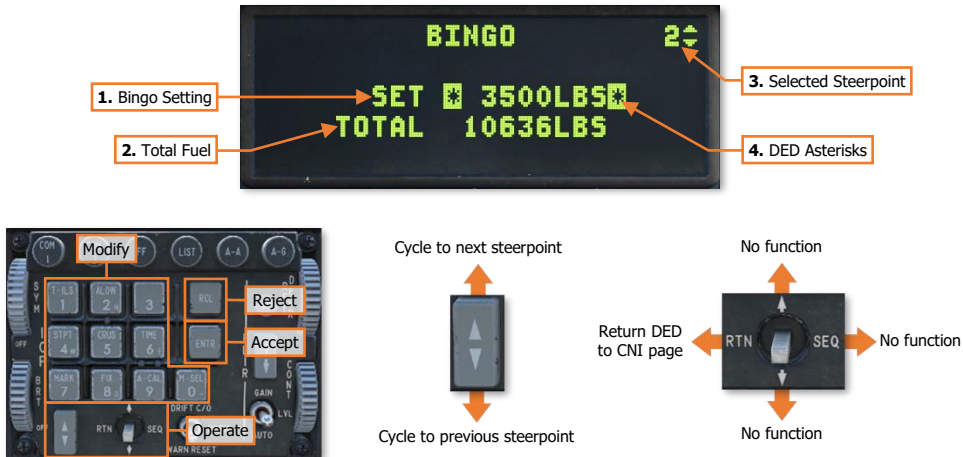 BINGO 2
SET * 3500LBS*
TOTAL 10636LBS
1. Bingo Setting
2. Total Fuel
3. Selected Steerpoint
4. DED Asterisks
COM
1
FF
LIST
A-A
A-G
Modify
T-ILS
1
ALOW
2 N
3
RCL
Reject
STPT
4 W
CRUS
5
TIME
6 E
ENTR
Accept
MARK
7
FIX
8 S
A-CAL
9
M-SEL
0
SYM
OFF
BRT
OFF
CONT
RTN
SEQ
DRIFT C/O
WARN RESET
Operate
GAIN
LVL
AUTO
Cycle to next steerpoint
Cycle to previous steerpoint
No function
Return DED
to CNI page
RTN
SEQ
No function
No function